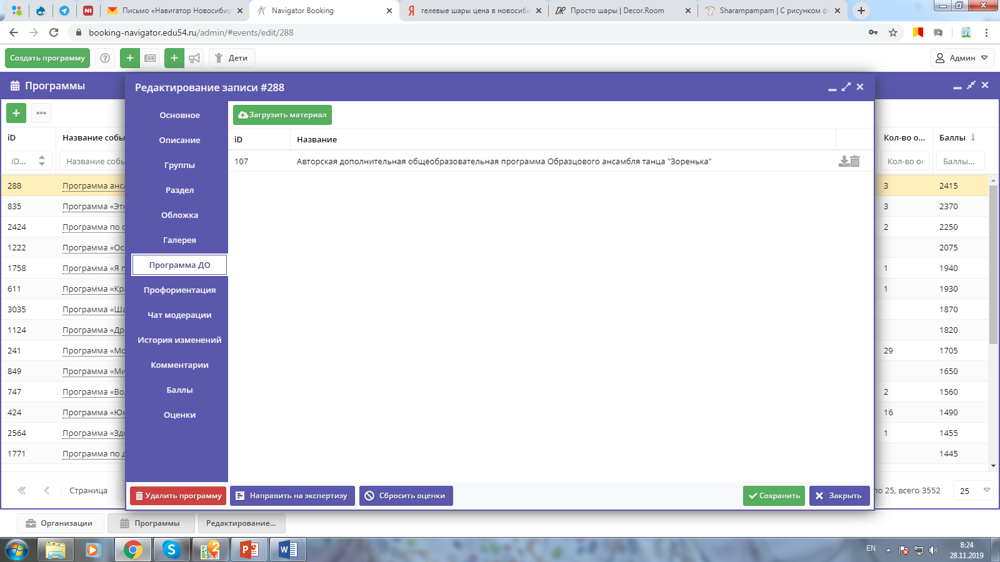 Письмо «Навигатор Новосибир
Navigator Booking
гелевые шары цена в новосиби
Просто шары | Decor.Room
Sharampampam | С рисунком ф
booking-navigator.edu54.ru/admin/#events/edit/288
Создать программу
Дети
Админ
Программы
Редактирование записи #288
Основное
Описание
Группы
Раздел
Обложка
Галерея
Программа ДО
Профориентация
Чат модерации
История изменений
Комментарии
Баллы
Оценки
Загрузить материал
iD Название
107 Авторская дополнительная общеобразовательная программа Образцового ансамбля танца "Зоренька"
iD Название собы Кол-во о... Баллы
iD... Название собы Кол-во о Баллы...
288 Программа анса 3 2415
835 Программа «Этн 3 2370
2424 Программа по с 2 2250
1222 Программа «Осн 2075
1758 Программа «Я п 1 1940
611 Программа «Кра 1 1930
3035 Программа «Ша 1870
1124 Программа «Дра 1820
241 Программа «Мо 29 1705
849 Программа «Ми 1650
747 Программа «Во 2 1560
424 Программа «Юн 16 1490
2564 Программа «Здо 1 1455
1771 Программа по д 1445
Страница
по 25, всего 3552
25
Удалить программу
Направить на экспертизу
Сбросить оценки
Сохранить
Закрыть
Организации
Программы
Редактирование...
EN
8:24
28.11.2019